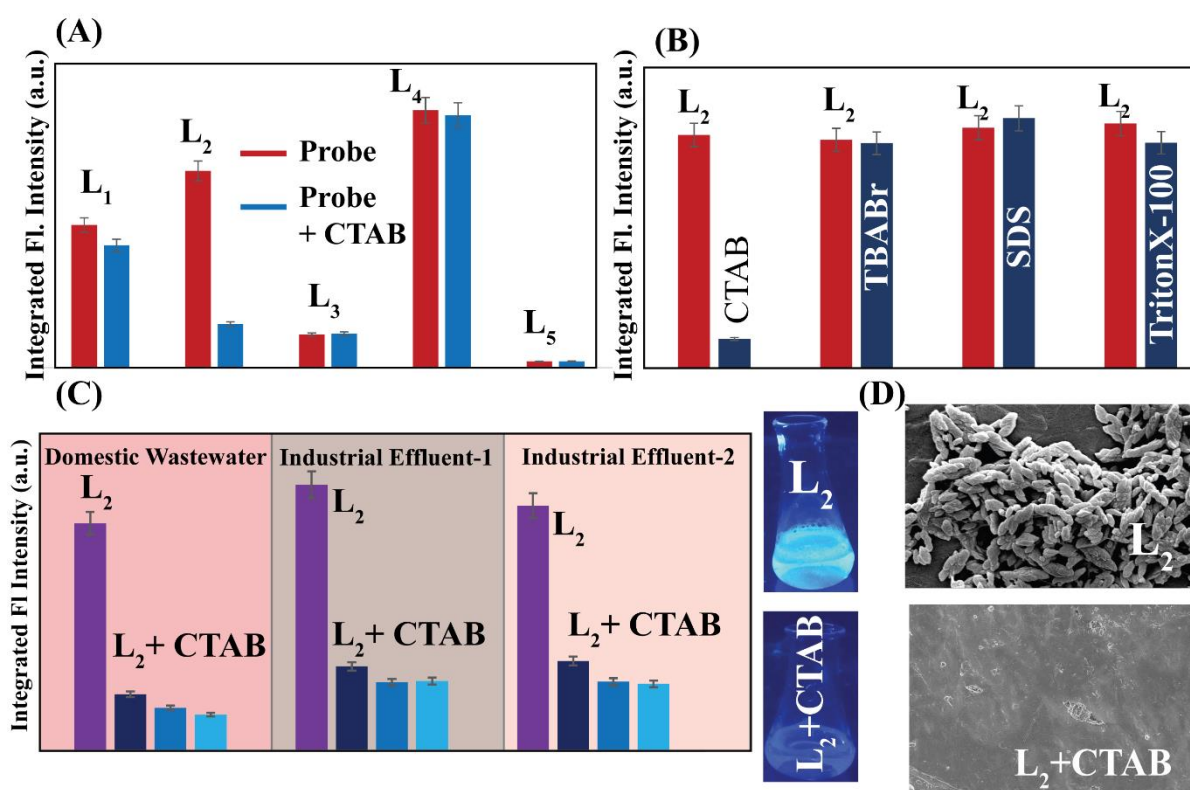 (A)
Integrated Fl. Intensity (a.u.)
L₁
L₂
L₃
L₄
L₅
Probe
Probe
+ CTAB
(B)
Integrated Fl. Intensity (a.u.)
L₂
CTAB
L₂
TBABr
L₂
SDS
L₂
TritonX-100
(C)
Integrated Fl Intensity (a.u.)
Domestic Wastewater
L₂
L₂+ CTAB
Industrial Effluent-1
L₂
L₂+ CTAB
Industrial Effluent-2
L₂
L₂+ CTAB
L₂
L₂+CTAB
(D)
L₂
L₂+CTAB